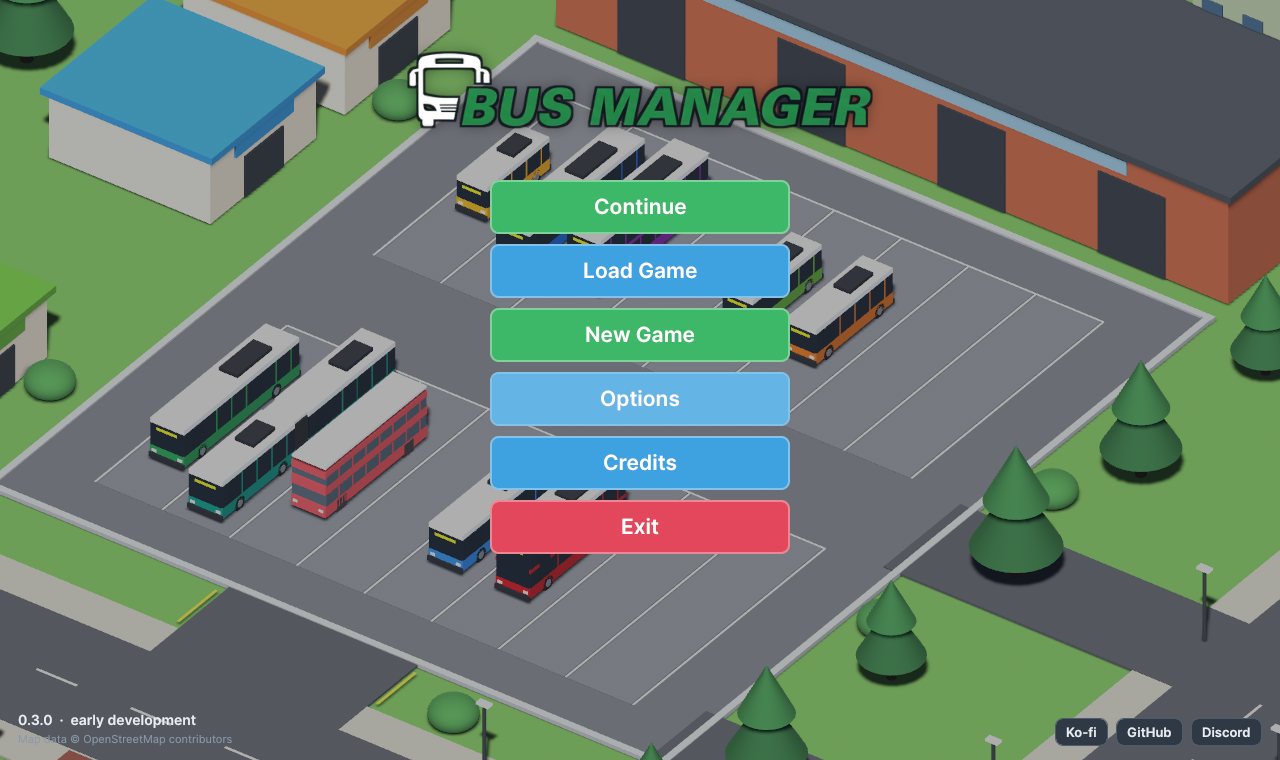 BUS MANAGER
Continue
Load Game
New Game
Options
Credits
Exit
0.3.0 · early development
Map data © OpenStreetMap contributors
Ko-fi
GitHub
Discord